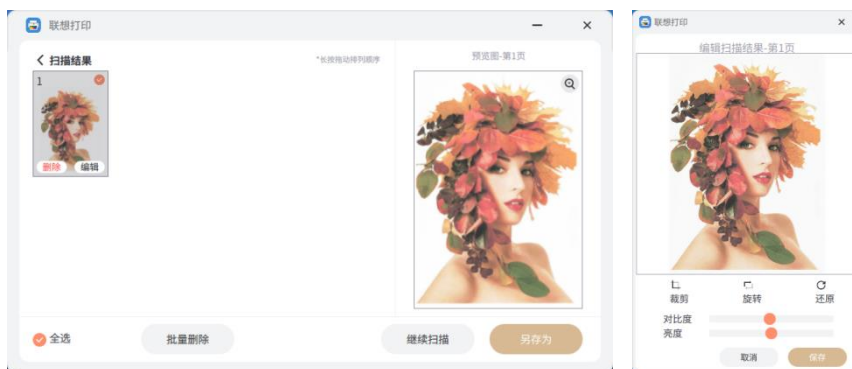 联想打印
扫描结果
*长按拖动排列顺序
预览图-第1页
1
删除 编辑
全选
批量删除
继续扫描
另存为
联想打印
编辑扫描结果-第1页
裁剪 旋转 还原
对比度
亮度
取消 保存